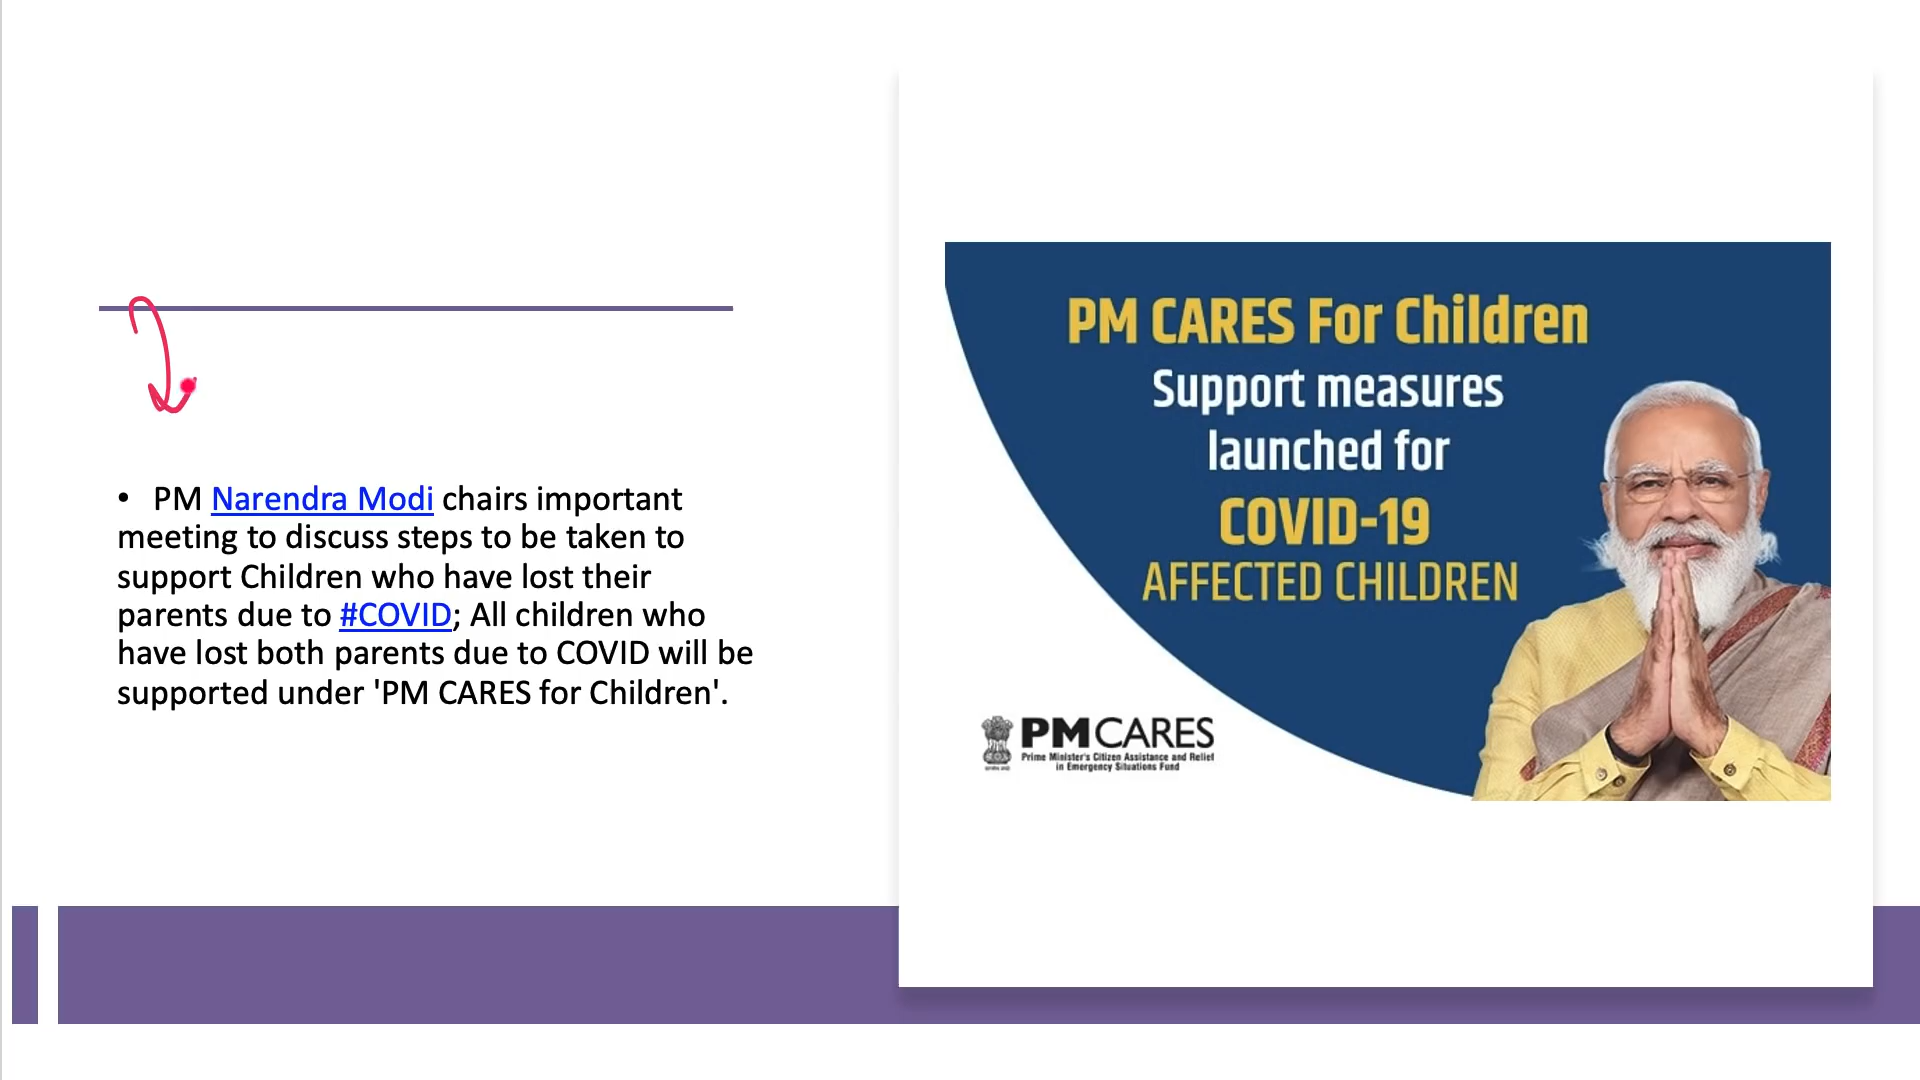 • PM Narendra Modi chairs important
meeting to discuss steps to be taken to
support Children who have lost their
parents due to #COVID; All children who
have lost both parents due to COVID will be
supported under 'PM CARES for Children'.
PM CARES For Children
Support measures
launched for
COVID-19
AFFECTED CHILDREN
PM CARES
Prime Minister's Citizen Assistance and Relief
in Emergency Situations Fund